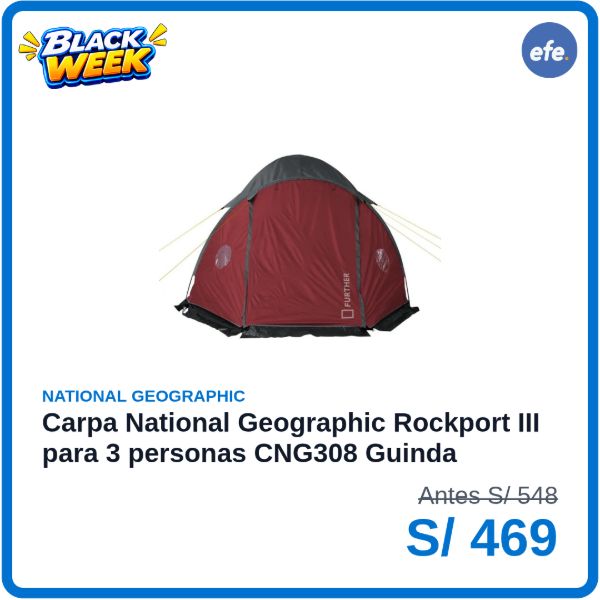 BLACK
WEEK
efe.
FURTHER
NATIONAL GEOGRAPHIC
Carpa National Geographic Rockport III
para 3 personas CNG308 Guinda
Antes S/ 548
S/ 469